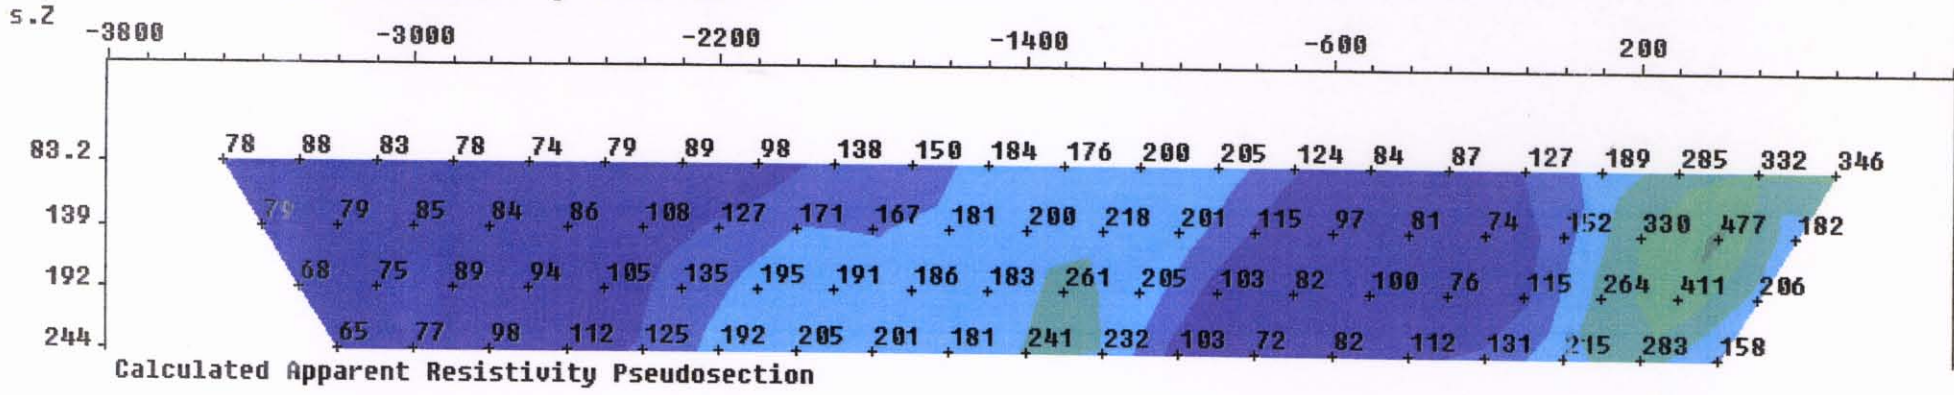 s.Z
-3800 -3000 -2200 -1400 -600 200
83.2 78 88 83 78 74 79 89 98 138 150 184 176 200 205 124 84 87 127 189 285 332 346
139 79 79 85 84 86 108 127 171 167 181 200 218 201 115 97 81 74 152 330 477 182
192 68 75 89 94 105 135 195 191 186 183 261 205 103 82 100 76 115 264 411 206
244 65 77 98 112 125 192 205 201 181 241 232 103 72 82 112 131 215 283 158
Calculated Apparent Resistivity Pseudosection